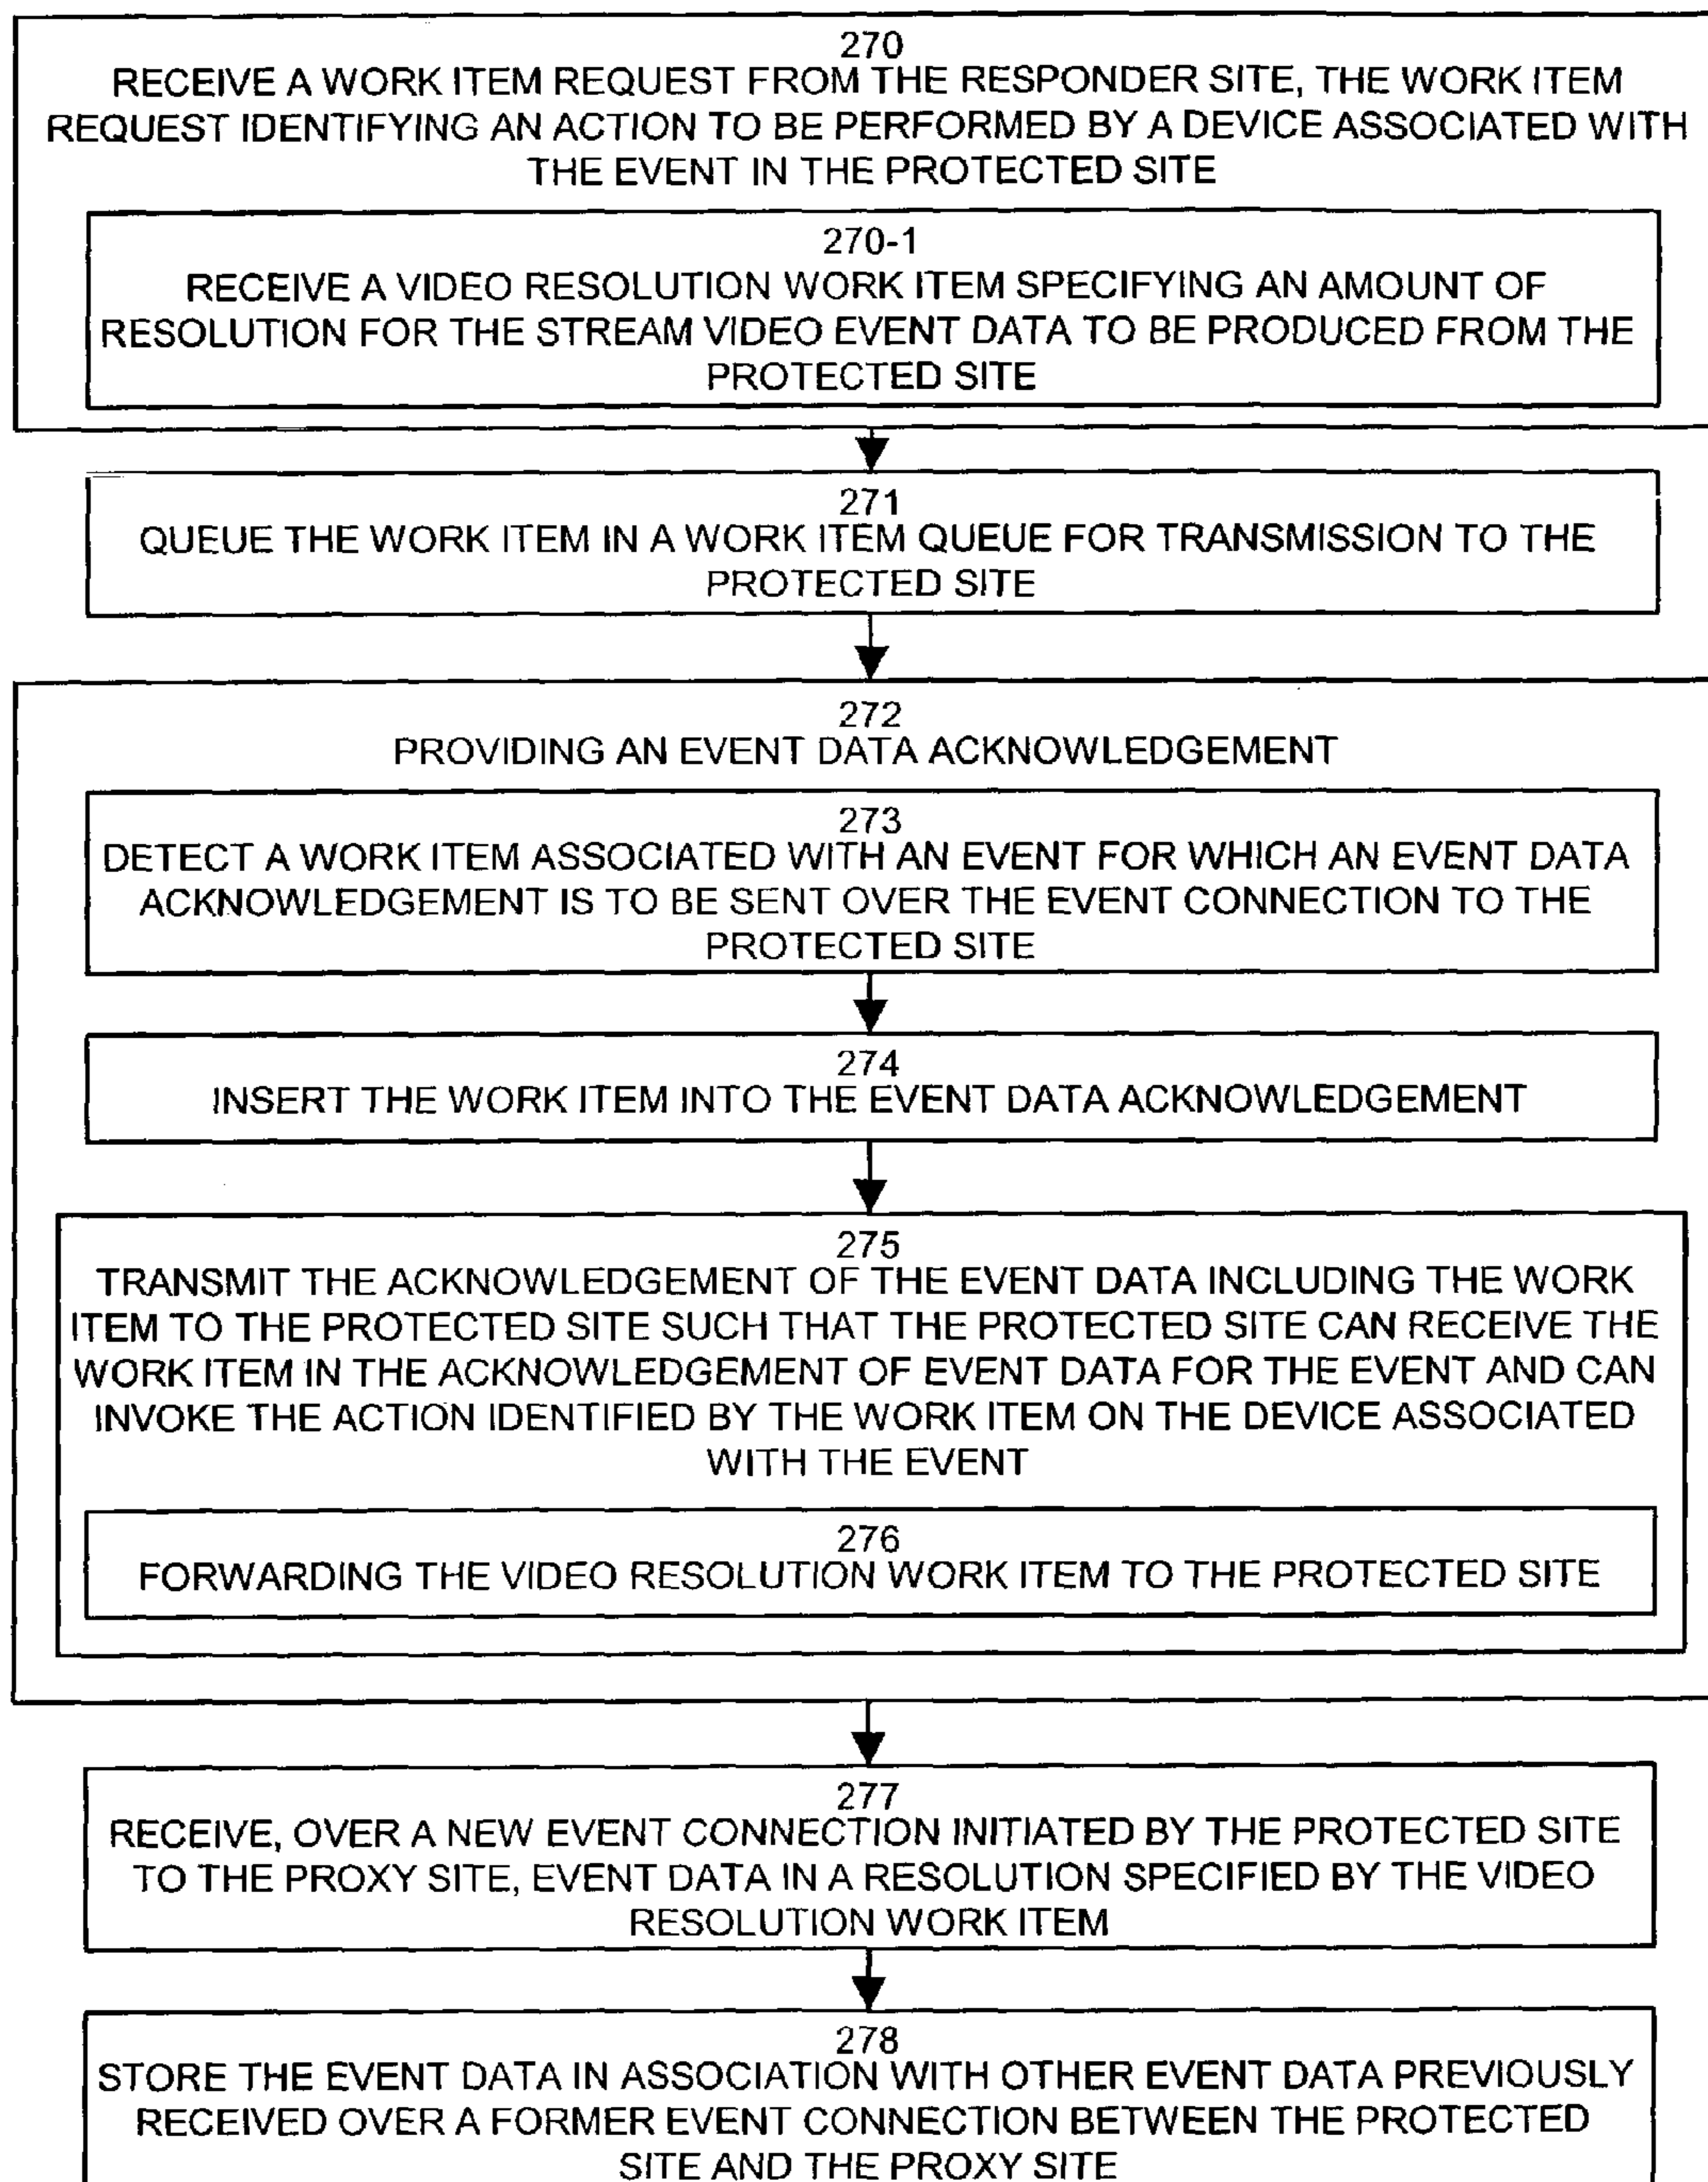 270
RECEIVE A WORK ITEM REQUEST FROM THE RESPONDER SITE, THE WORK ITEM
REQUEST IDENTIFYING AN ACTION TO BE PERFORMED BY A DEVICE ASSOCIATED WITH
THE EVENT IN THE PROTECTED SITE
270-1
RECEIVE A VIDEO RESOLUTION WORK ITEM SPECIFYING AN AMOUNT OF
RESOLUTION FOR THE STREAM VIDEO EVENT DATA TO BE PRODUCED FROM THE
PROTECTED SITE
271
QUEUE THE WORK ITEM IN A WORK ITEM QUEUE FOR TRANSMISSION TO THE
PROTECTED SITE
272
PROVIDING AN EVENT DATA ACKNOWLEDGEMENT
273
DETECT A WORK ITEM ASSOCIATED WITH AN EVENT FOR WHICH AN EVENT DATA
ACKNOWLEDGEMENT IS TO BE SENT OVER THE EVENT CONNECTION TO THE
PROTECTED SITE
274
INSERT THE WORK ITEM INTO THE EVENT DATA ACKNOWLEDGEMENT
275
TRANSMIT THE ACKNOWLEDGEMENT OF THE EVENT DATA INCLUDING THE WORK
ITEM TO THE PROTECTED SITE SUCH THAT THE PROTECTED SITE CAN RECEIVE THE
WORK ITEM IN THE ACKNOWLEDGEMENT OF EVENT DATA FOR THE EVENT AND CAN
INVOKE THE ACTION IDENTIFIED BY THE WORK ITEM ON THE DEVICE ASSOCIATED
WITH THE EVENT
276
FORWARDING THE VIDEO RESOLUTION WORK ITEM TO THE PROTECTED SITE
277
RECEIVE, OVER A NEW EVENT CONNECTION INITIATED BY THE PROTECTED SITE
TO THE PROXY SITE, EVENT DATA IN A RESOLUTION SPECIFIED BY THE VIDEO
RESOLUTION WORK ITEM
278
STORE THE EVENT DATA IN ASSOCIATION WITH OTHER EVENT DATA PREVIOUSLY
RECEIVED OVER A FORMER EVENT CONNECTION BETWEEN THE PROTECTED
SITE AND THE PROXY SITE